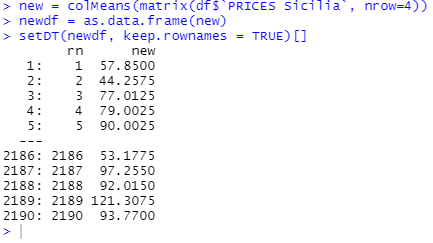 > new = colMeans(matrix(df$`PRICES Sicilia`, nrow=4))
> newdf = as.data.frame(new)
> setDT(newdf, keep.rownames = TRUE)[]
rn new
1: 1 57.8500
2: 2 44.2575
3: 3 77.0125
4: 4 79.0025
5: 5 90.0025
---
2186: 2186 53.1775
2187: 2187 97.2550
2188: 2188 92.0150
2189: 2189 121.3075
2190: 2190 93.7700
>